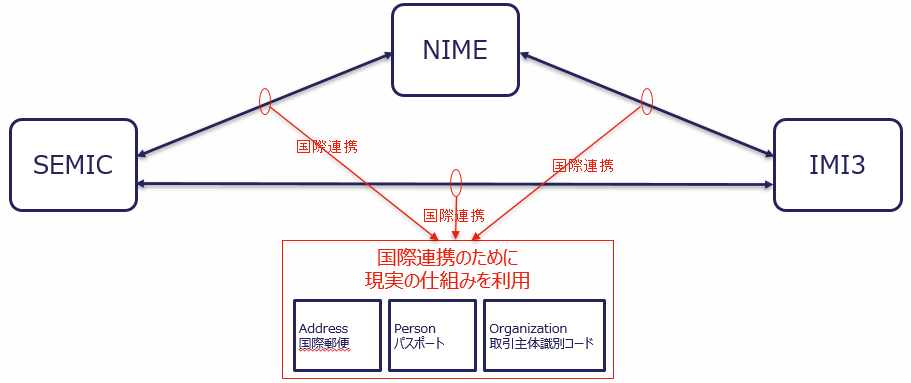 NIME
SEMIC
IMI3
国際連携
国際連携
国際連携
国際連携のために
現実の仕組みを利用
Address
国際郵便
Person
パスポート
Organization
取引主体識別コード